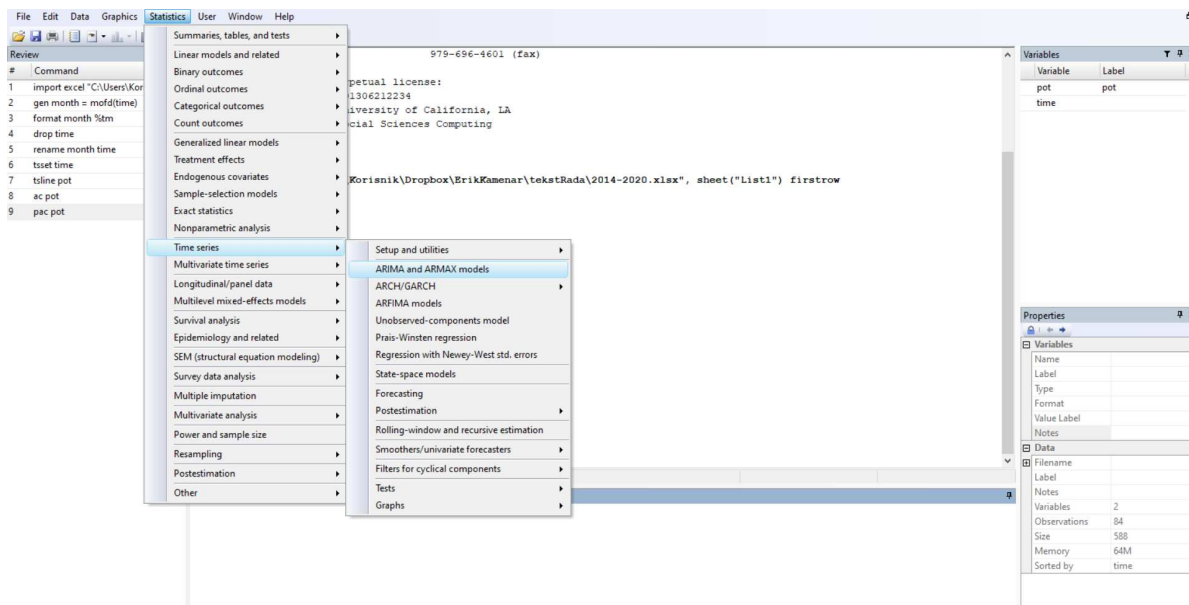 File Edit Data Graphics Statistics User Window Help
Review
# Command
1 import excel "C:\Users\Kor
2 gen month = mofd(time)
3 format month %tm
4 drop time
5 rename month time
6 tsset time
7 tsline pot
8 ac pot
9 pac pot
Summaries, tables, and tests
Linear models and related
Binary outcomes
Ordinal outcomes
Categorical outcomes
Count outcomes
Generalized linear models
Treatment effects
Endogenous covariates
Sample-selection models
Exact statistics
Nonparametric analysis
Time series
Multivariate time series
Longitudinal/panel data
Multilevel mixed-effects models
Survival analysis
Epidemiology and related
SEM (structural equation modeling)
Survey data analysis
Multiple imputation
Multivariate analysis
Power and sample size
Resampling
Postestimation
Other
Setup and utilities
ARIMA and ARMAX models
ARCH/GARCH
ARFIMA models
Unobserved-components model
Prais-Winsten regression
Regression with Newey-West std. errors
State-space models
Forecasting
Postestimation
Rolling-window and recursive estimation
Smoothers/univariate forecasters
Filters for cyclical components
Tests
Graphs
979-696-4601 (fax)
petual license:
1306212234
iversity of California, LA
cial Sciences Computing
Korisnik\Dropbox\ErikKamenar\tekstRada\2014-2020.xlsx", sheet("List1") firstrow
Variables
Variable Label
pot pot
time
Properties
Variables
Name
Label
Type
Format
Value Label
Notes
Data
Filename
Label
Notes
Variables 2
Observations 84
Size 588
Memory 64M
Sorted by time